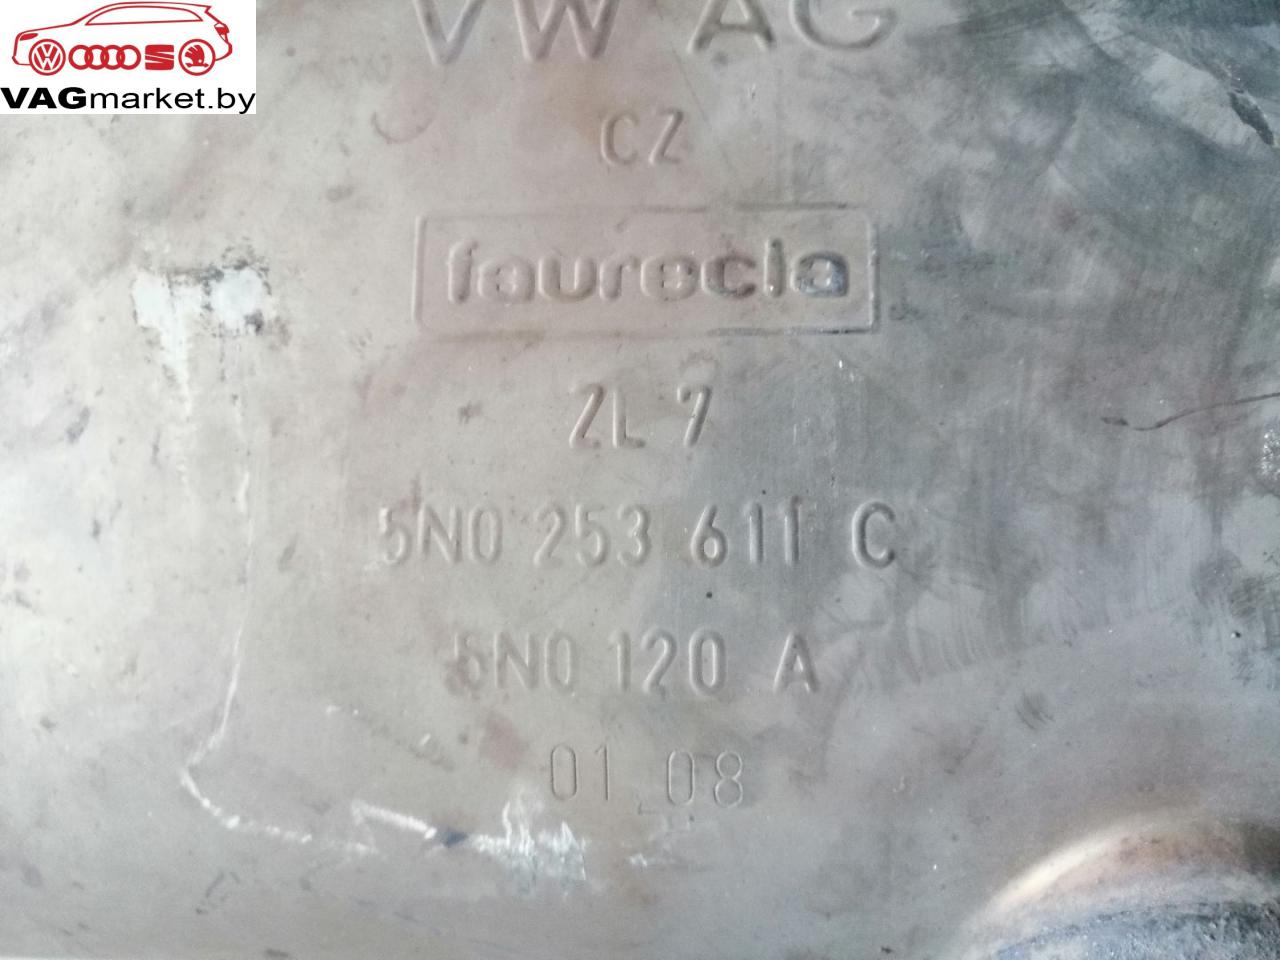 VAGmarket.by
VW AG
CZ
faurecia
ZL 7
5N0 253 611 C
5N0 120 A
01 08